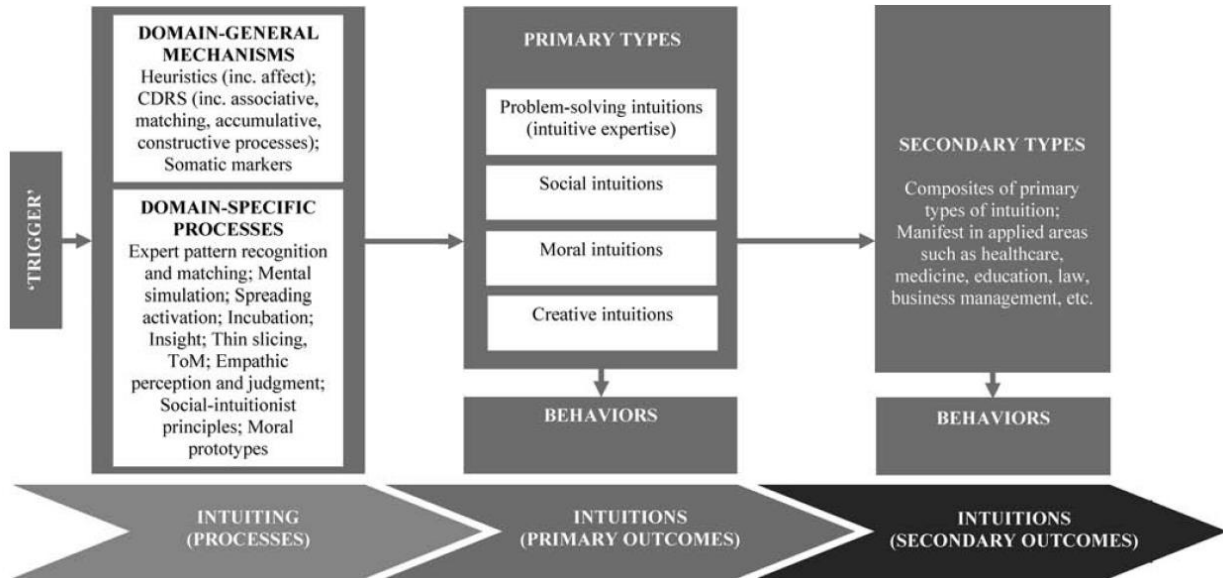 ‘TRIGGER’
DOMAIN-GENERAL
MECHANISMS
Heuristics (inc. affect);
CDRS (inc. associative,
matching, accumulative,
constructive processes);
Somatic markers
DOMAIN-SPECIFIC
PROCESSES
Expert pattern recognition
and matching; Mental
simulation; Spreading
activation; Incubation;
Insight; Thin slicing,
ToM; Empathic
perception and judgment;
Social-intuitionist
principles; Moral
prototypes
PRIMARY TYPES
Problem-solving intuitions
(intuitive expertise)
Social intuitions
Moral intuitions
Creative intuitions
BEHAVIORS
SECONDARY TYPES
Composites of primary
types of intuition;
Manifest in applied areas
such as healthcare,
medicine, education, law,
business management, etc.
BEHAVIORS
INTUITING
(PROCESSES)
INTUITIONS
(PRIMARY OUTCOMES)
INTUITIONS
(SECONDARY OUTCOMES)